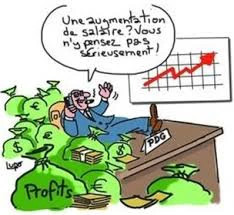 Une augmentation
de salaire? Vous
n'y pensez pas
sérieusement!
PDG
$
€
$
Profits